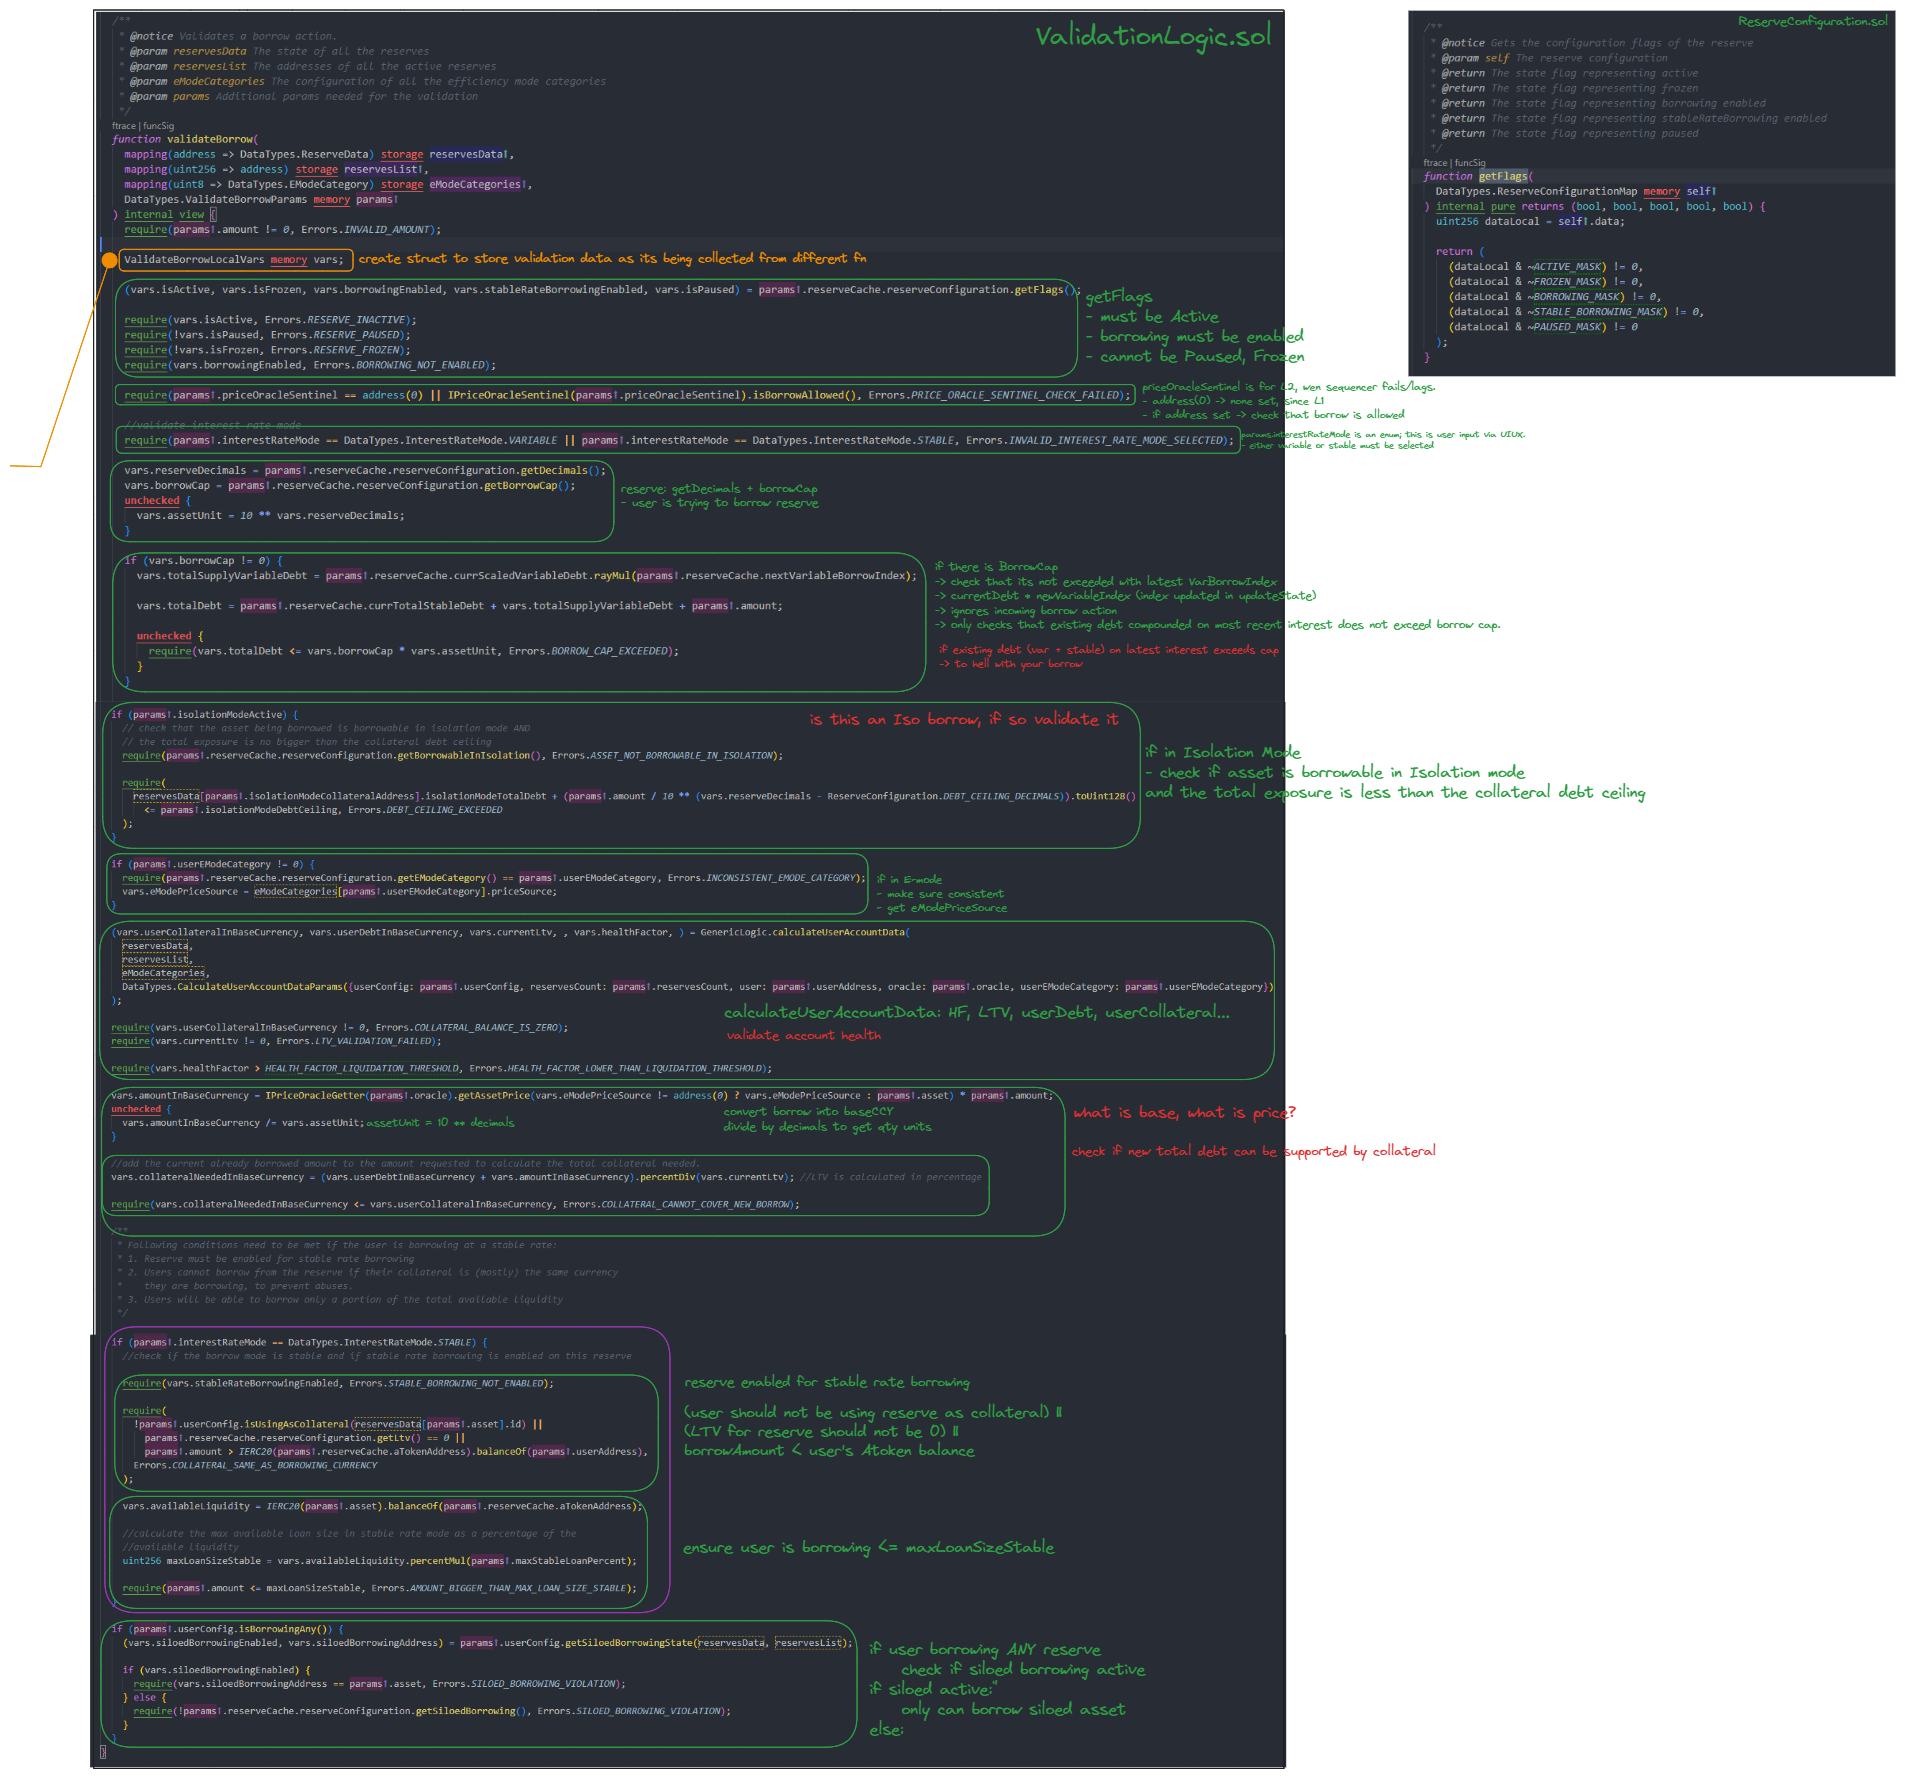 ValidationLogic.sol
/**
* @notice Validates a borrow action.
* @param reservesData The state of all the reserves
* @param reservesList The addresses of all the active reserves
* @param eModeCategories The configuration of all the efficiency mode categories
* @param params Additional params needed for the validation
*/
ftrace | funcSig
function validateBorrow(
mapping(address => DataTypes.ReserveData) storage reservesData↑,
mapping(uint256 => address) storage reservesList↑,
mapping(uint8 => DataTypes.EModeCategory) storage eModeCategories↑,
DataTypes.ValidateBorrowParams memory params↑
) internal view {
require(params↑.amount != 0, Errors.INVALID_AMOUNT);
ValidateBorrowLocalVars memory vars;
create struct to store validation data as its being collected from different fn
(vars.isActive, vars.isFrozen, vars.borrowingEnabled, vars.stableRateBorrowingEnabled, vars.isPaused) = params↑.reserveCache.reserveConfiguration.getFlags();
require(vars.isActive, Errors.RESERVE_INACTIVE);
require(!vars.isPaused, Errors.RESERVE_PAUSED);
require(!vars.isFrozen, Errors.RESERVE_FROZEN);
require(vars.borrowingEnabled, Errors.BORROWING_NOT_ENABLED);
getFlags
- must be Active
- borrowing must be enabled
- cannot be Paused, Frozen
require(params↑.priceOracleSentinel == address(0) || IPriceOracleSentinel(params↑.priceOracleSentinel).isBorrowAllowed(), Errors.PRICE_ORACLE_SENTINEL_CHECK_FAILED);
priceOracleSentinel is for L2, wen sequencer fails/lags.
- address(0) -> none set, since L1
- if address set -> check that borrow is allowed
//validate interest rate mode
require(params↑.interestRateMode == DataTypes.InterestRateMode.VARIABLE || params↑.interestRateMode == DataTypes.InterestRateMode.STABLE, Errors.INVALID_INTEREST_RATE_MODE_SELECTED);
params.interestRateMode is an enum; this is user input via UIUX.
- either variable or stable must be selected
vars.reserveDecimals = params↑.reserveCache.reserveConfiguration.getDecimals();
vars.borrowCap = params↑.reserveCache.reserveConfiguration.getBorrowCap();
unchecked {
vars.assetUnit = 10 ** vars.reserveDecimals;
}
reserve: getDecimals + borrowCap
- user is trying to borrow reserve
if (vars.borrowCap != 0) {
vars.totalSupplyVariableDebt = params↑.reserveCache.currScaledVariableDebt.rayMul(params↑.reserveCache.nextVariableBorrowIndex);
vars.totalDebt = params↑.reserveCache.currTotalStableDebt + vars.totalSupplyVariableDebt + params↑.amount;
unchecked {
require(vars.totalDebt <= vars.borrowCap * vars.assetUnit, Errors.BORROW_CAP_EXCEEDED);
}
}
if there is BorrowCap
-> check that its not exceeded with latest VarBorrowIndex
-> currentDebt * newVariableIndex (index updated in updateState)
-> ignores incoming borrow action
-> only checks that existing debt compounded on most recent interest does not exceed borrow cap.
if existing debt (var + stable) on latest interest exceeds cap
-> to hell with your borrow
if (params↑.isolationModeActive) {
// check that the asset being borrowed is borrowable in isolation mode AND
// the total exposure is no bigger than the collateral debt ceiling
require(params↑.reserveCache.reserveConfiguration.getBorrowableInIsolation(), Errors.ASSET_NOT_BORROWABLE_IN_ISOLATION);
require(
reservesData[params↑.isolationModeCollateralAddress].isolationModeTotalDebt + (params↑.amount / 10 ** (vars.reserveDecimals - ReserveConfiguration.DEBT_CEILING_DECIMALS)).toUint128()
<= params↑.isolationModeDebtCeiling, Errors.DEBT_CEILING_EXCEEDED
);
}
is this an Iso borrow, if so validate it
if in Isolation Mode
- check if asset is borrowable in Isolation mode
and the total exposure is less than the collateral debt ceiling
if (params↑.userEModeCategory != 0) {
require(params↑.reserveCache.reserveConfiguration.getEModeCategory() == params↑.userEModeCategory, Errors.INCONSISTENT_EMODE_CATEGORY);
vars.eModePriceSource = eModeCategories[params↑.userEModeCategory].priceSource;
}
if in E-mode
- make sure consistent
- get eModePriceSource
(vars.userCollateralInBaseCurrency, vars.userDebtInBaseCurrency, vars.currentLtv, , vars.healthFactor, ) = GenericLogic.calculateUserAccountData(
reservesData,
reservesList,
eModeCategories,
DataTypes.CalculateUserAccountDataParams({userConfig: params↑.userConfig, reservesCount: params↑.reservesCount, user: params↑.userAddress, oracle: params↑.oracle, userEModeCategory: params↑.userEModeCategory})
);
calculateUserAccountData: HF, LTV, userDebt, userCollateral...
validate account health
require(vars.userCollateralInBaseCurrency != 0, Errors.COLLATERAL_BALANCE_IS_ZERO);
require(vars.currentLtv != 0, Errors.LTV_VALIDATION_FAILED);
require(vars.healthFactor > HEALTH_FACTOR_LIQUIDATION_THRESHOLD, Errors.HEALTH_FACTOR_LOWER_THAN_LIQUIDATION_THRESHOLD);
vars.amountInBaseCurrency = IPriceOracleGetter(params↑.oracle).getAssetPrice(vars.eModePriceSource != address(0) ? vars.eModePriceSource : params↑.asset) * params↑.amount;
unchecked {
vars.amountInBaseCurrency /= vars.assetUnit; assetUnit = 10 ** decimals
}
convert borrow into baseCCY
divide by decimals to get qty units
what is base, what is price?
check if new total debt can be supported by collateral
//add the current already borrowed amount to the amount requested to calculate the total collateral needed.
vars.collateralNeededInBaseCurrency = (vars.userDebtInBaseCurrency + vars.amountInBaseCurrency).percentDiv(vars.currentLtv); //LTV is calculated in percentage
require(vars.collateralNeededInBaseCurrency <= vars.userCollateralInBaseCurrency, Errors.COLLATERAL_CANNOT_COVER_NEW_BORROW);
/**
* Following conditions need to be met if the user is borrowing at a stable rate:
* 1. Reserve must be enabled for stable rate borrowing
* 2. Users cannot borrow from the reserve if their collateral is (mostly) the same currency
* they are borrowing, to prevent abuses.
* 3. Users will be able to borrow only a portion of the total available liquidity
*/
if (params↑.interestRateMode == DataTypes.InterestRateMode.STABLE) {
//check if the borrow mode is stable and if stable rate borrowing is enabled on this reserve
require(vars.stableRateBorrowingEnabled, Errors.STABLE_BORROWING_NOT_ENABLED);
require(
!params↑.userConfig.isUsingAsCollateral(reservesData[params↑.asset].id) ||
params↑.reserveCache.reserveConfiguration.getLtv() == 0 ||
params↑.amount > IERC20(params↑.reserveCache.aTokenAddress).balanceOf(params↑.userAddress),
Errors.COLLATERAL_SAME_AS_BORROWING_CURRENCY
);
reserve enabled for stable rate borrowing
(user should not be using reserve as collateral) ||
(LTV for reserve should not be 0) ||
borrowAmount < user's Atoken balance
vars.availableLiquidity = IERC20(params↑.asset).balanceOf(params↑.reserveCache.aTokenAddress);
//calculate the max available loan size in stable rate mode as a percentage of the
//available liquidity
uint256 maxLoanSizeStable = vars.availableLiquidity.percentMul(params↑.maxStableLoanPercent);
require(params↑.amount <= maxLoanSizeStable, Errors.AMOUNT_BIGGER_THAN_MAX_LOAN_SIZE_STABLE);
}
ensure user is borrowing <= maxLoanSizeStable
if (params↑.userConfig.isBorrowingAny()) {
(vars.siloedBorrowingEnabled, vars.siloedBorrowingAddress) = params↑.userConfig.getSiloedBorrowingState(reservesData, reservesList);
if (vars.siloedBorrowingEnabled) {
require(vars.siloedBorrowingAddress == params↑.asset, Errors.SILOED_BORROWING_VIOLATION);
} else {
require(!params↑.reserveCache.reserveConfiguration.getSiloedBorrowing(), Errors.SILOED_BORROWING_VIOLATION);
}
}
}
if user borrowing ANY reserve
check if siloed borrowing active
if siloed active:"
only can borrow siloed asset
else:
ReserveConfiguration.sol
/**
* @notice Gets the configuration flags of the reserve
* @param self The reserve configuration
* @return The state flag representing active
* @return The state flag representing frozen
* @return The state flag representing borrowing enabled
* @return The state flag representing stableRateBorrowing enabled
* @return The state flag representing paused
*/
ftrace | funcSig
function getFlags(
DataTypes.ReserveConfigurationMap memory self↑
) internal pure returns (bool, bool, bool, bool, bool) {
uint256 dataLocal = self↑.data;
return (
(dataLocal & ~ACTIVE_MASK) != 0,
(dataLocal & ~FROZEN_MASK) != 0,
(dataLocal & ~BORROWING_MASK) != 0,
(dataLocal & ~STABLE_BORROWING_MASK) != 0,
(dataLocal & ~PAUSED_MASK) != 0
);
}